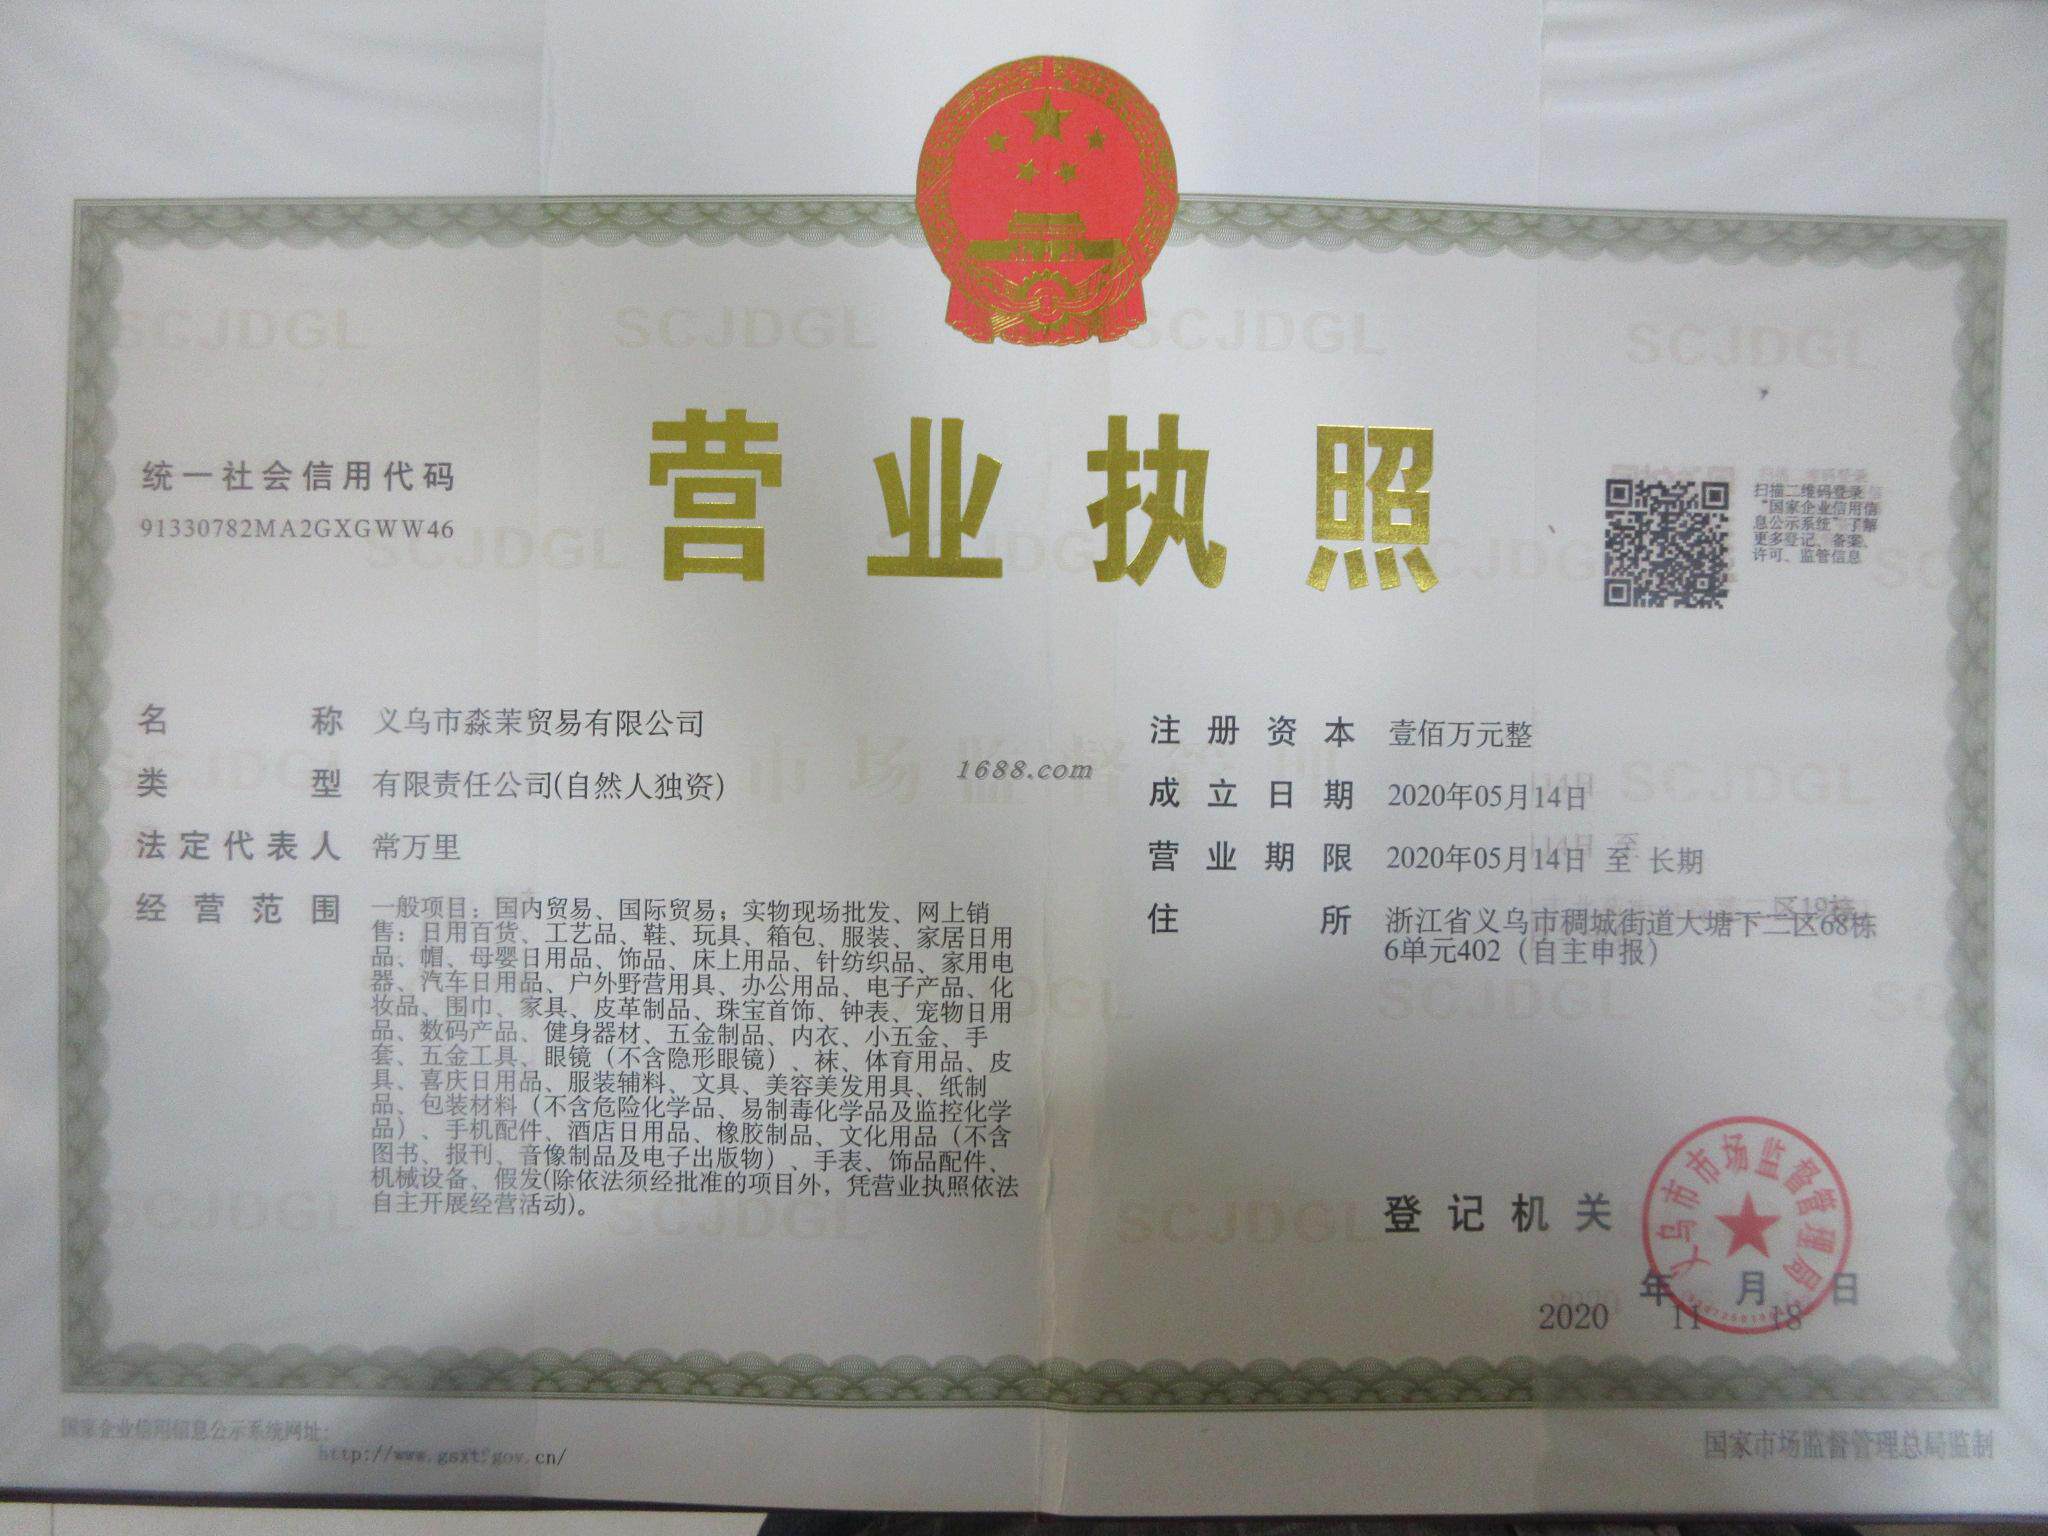 营业执照
统一社会信用代码
91330782MA2GXGWW46
扫描二维码登录
“国家企业信用信
息公示系统”了解
更多登记、备案、
许可、监管信息
名称 义乌市淼茉贸易有限公司
类型 有限责任公司(自然人独资)
法定代表人 常万里
经营范围 一般项目：国内贸易、国际贸易；实物现场批发、网上销
售：日用百货、工艺品、鞋、玩具、箱包、服装、家居日用
品、帽、母婴日用品、饰品、床上用品、针纺织品、家用电
器、汽车日用品、户外野营用具、办公用品、电子产品、化
妆品、围巾、家具、皮革制品、珠宝首饰、钟表、宠物日用
品、数码产品、健身器材、五金制品、内衣、小五金、手
套、五金工具、眼镜（不含隐形眼镜）、袜、体育用品、皮
具、喜庆日用品、服装辅料、文具、美容美发用具、纸制
品、包装材料（不含危险化学品、易制毒化学品及监控化学
品）、手机配件、酒店日用品、橡胶制品、文化用品（不含
图书、报刊、音像制品及电子出版物）、手表、饰品配件、
机械设备、假发(除依法须经批准的项目外，凭营业执照依法
自主开展经营活动)。
1688.com
注册资本 壹佰万元整
成立日期 2020年05月14日
营业期限 2020年05月14日 至 长期
住所 浙江省义乌市稠城街道大塘下二区68栋
6单元402（自主申报）
登记机关
义乌市市场监督管理局
2020年11月18日
国家企业信用信息公示系统网址：
http://www.gsxt.gov.cn/
国家市场监督管理总局监制
SCJDGL
市场监督管理